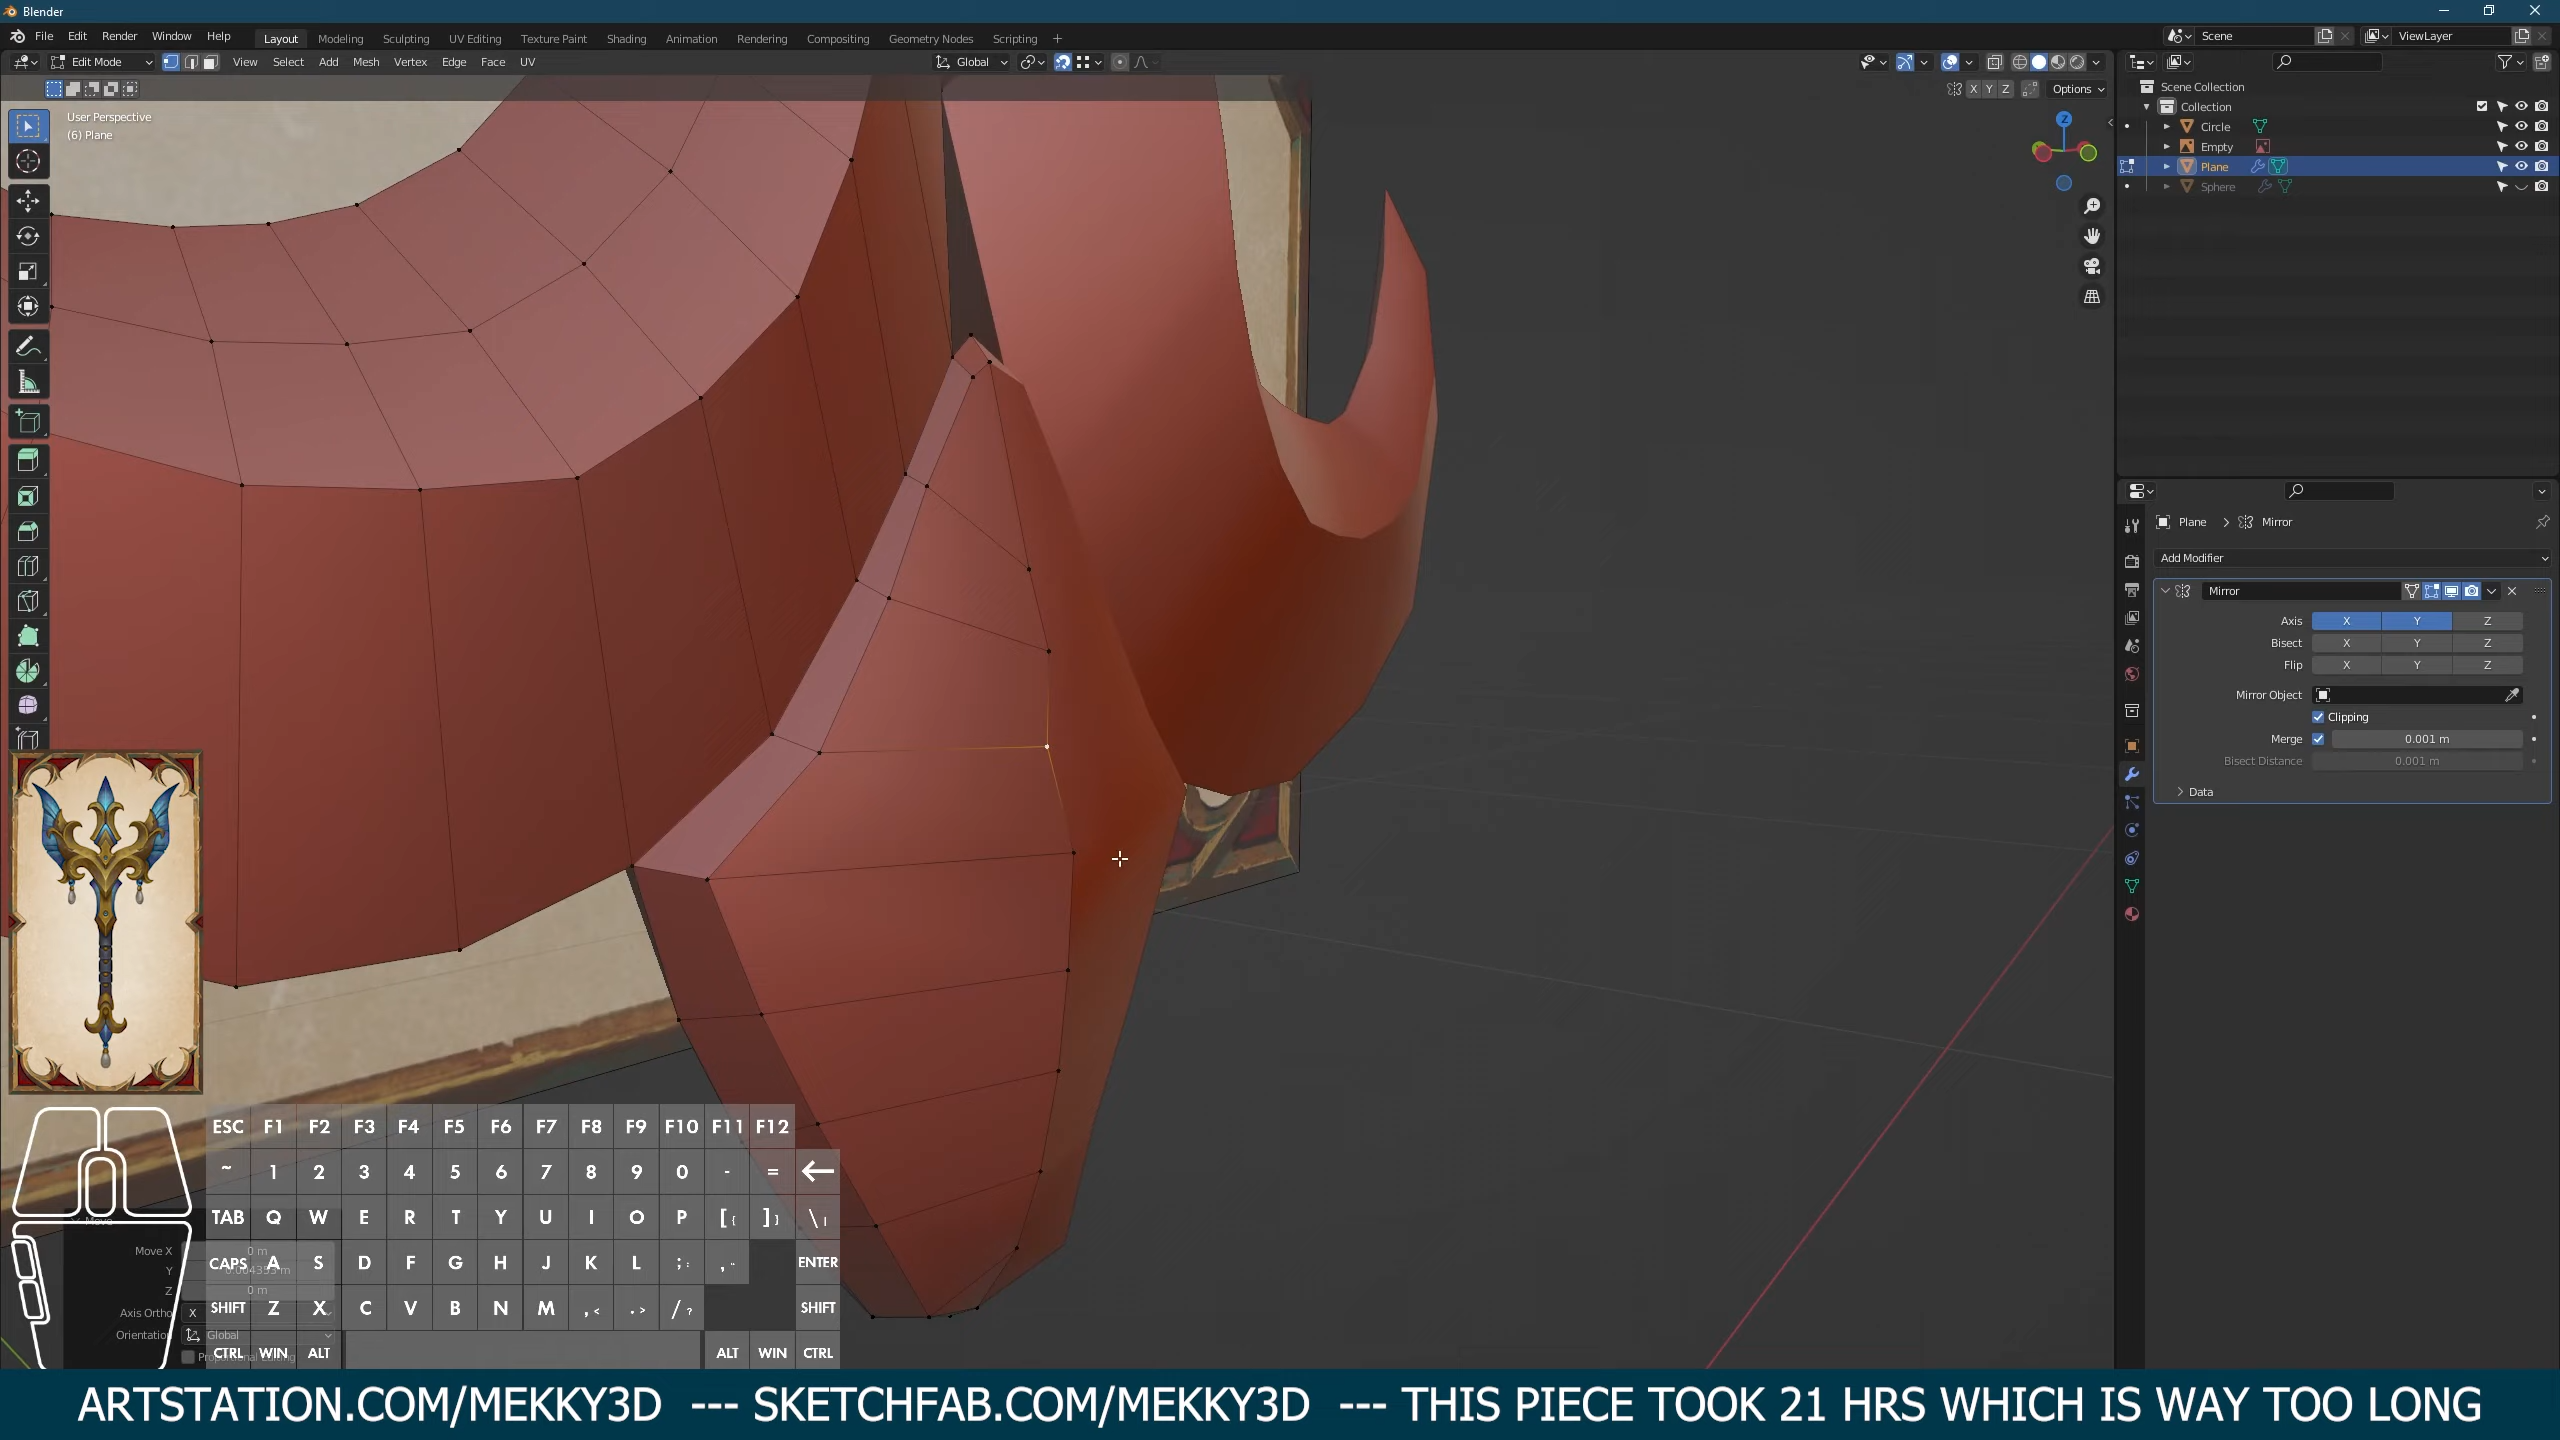 Blender
File Edit Render Window Help
Layout Modeling Sculpting UV Editing Texture Paint Shading Animation Rendering Compositing Geometry Nodes Scripting +
Scene
ViewLayer
Edit Mode
View Select Add Mesh Vertex Edge Face UV
Global
X Y Z
Options
User Perspective
(6) Plane
Z
Scene Collection
Collection
Circle
Empty
Plane
Sphere
Plane > Mirror
Add Modifier
Mirror
Axis X Y Z
Bisect X Y Z
Flip X Y Z
Mirror Object
Clipping
Merge 0.001 m
Bisect Distance 0.001 m
Data
ESC F1 F2 F3 F4 F5 F6 F7 F8 F9 F10 F11 F12
~ 1 2 3 4 5 6 7 8 9 0 - =
TAB Q W E R T Y U I O P [{ ]} \|
CAPS A S D F G H J K L ;: ," ENTER
SHIFT Z X C V B N M ,< .> /? SHIFT
CTRL WIN ALT ALT WIN CTRL
Move
Move X 0 m
Y
Z 0 m
Axis Ortho X
Orientation Global
ARTSTATION.COM/MEKKY3D --- SKETCHFAB.COM/MEKKY3D --- THIS PIECE TOOK 21 HRS WHICH IS WAY TOO LONG